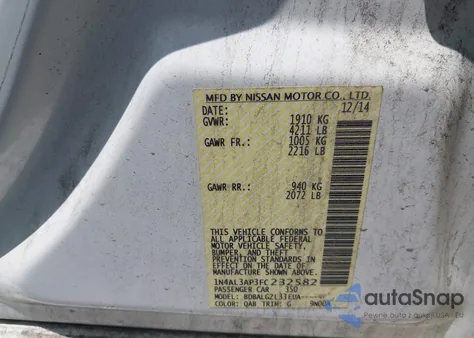 MFD BY NISSAN MOTOR CO., LTD.
DATE: 12/14
GVWR: 1910 KG
4211 LB
GAWR FR: 1005 KG
2216 LB
GAWR RR: 940 KG
2072 LB
THIS VEHICLE CONFORMS TO
ALL APPLICABLE FEDERAL
MOTOR VEHICLE SAFETY,
BUMPER, AND THEFT
PREVENTION STANDARDS IN
EFFECT ON THE DATE OF
MANUFACTURE SHOWN ABOVE.
1N4AL3AP3FC232582
PASSENGER CAR 350
MODEL: BDBALGZL33EUA
COLOR: QAB TRIM: G
autoSnap
Auto z USA